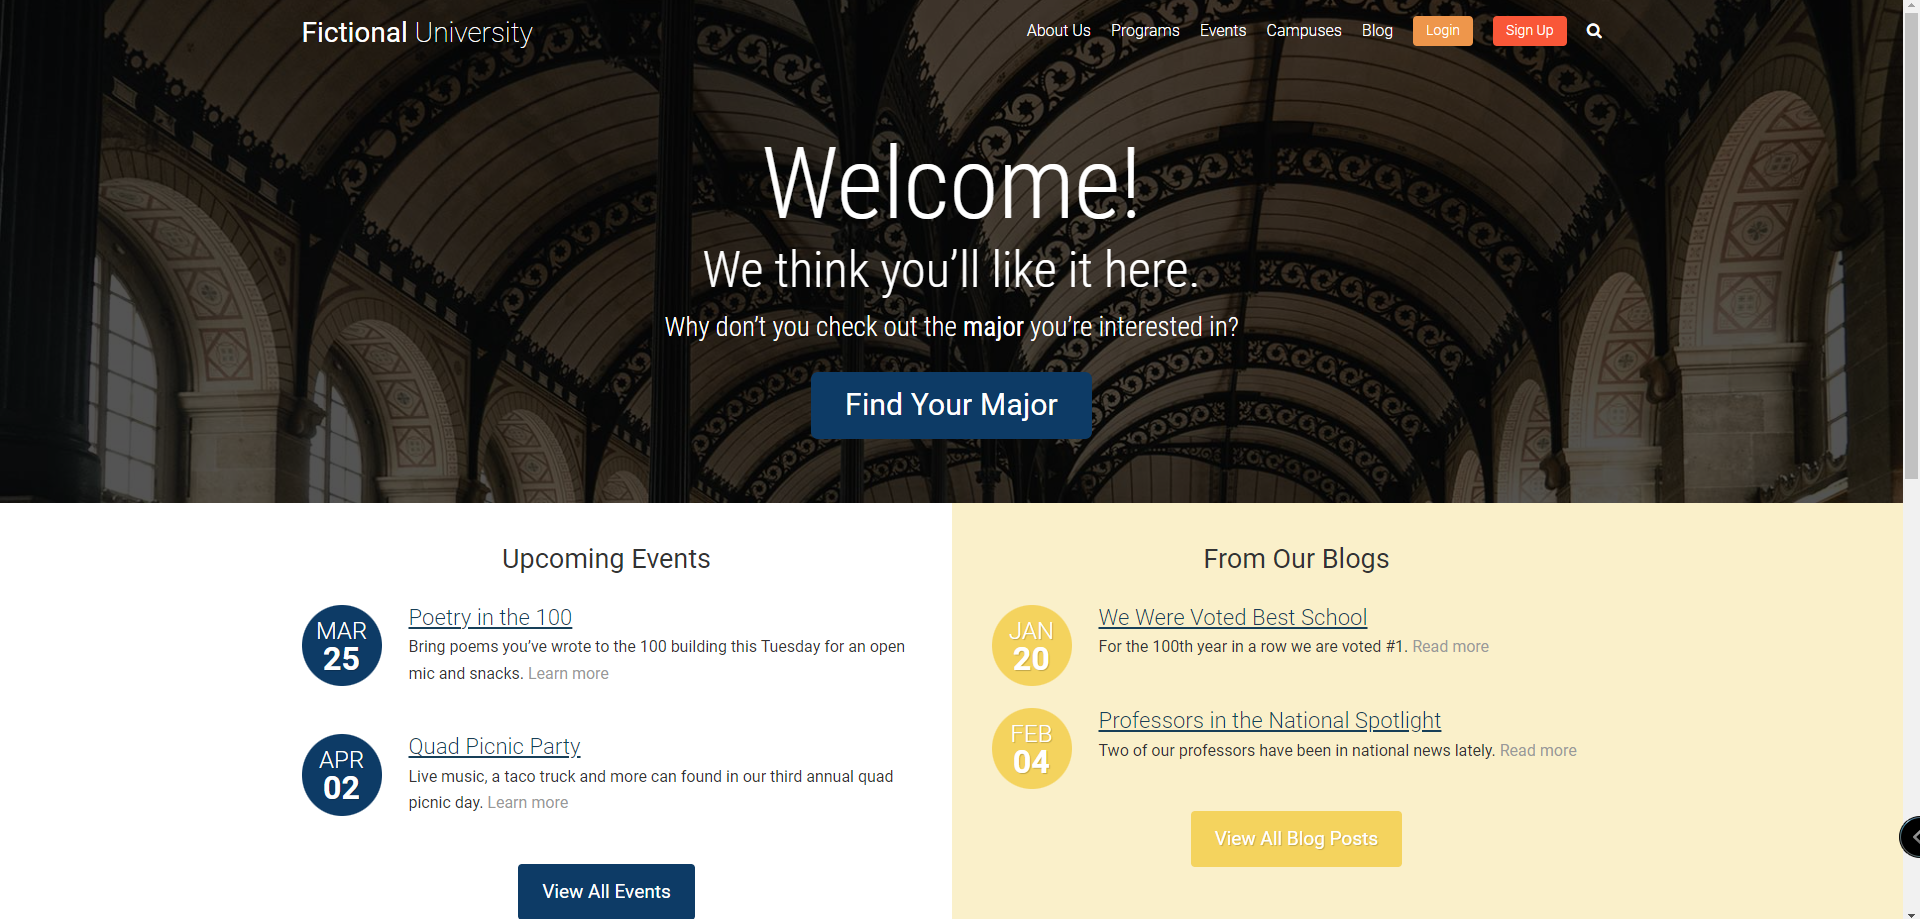 Fictional University
About Us Programs Events Campuses Blog Login Sign Up
Welcome!
We think you’ll like it here.
Why don’t you check out the major you’re interested in?
Find Your Major
Upcoming Events
MAR
25
Poetry in the 100
Bring poems you’ve wrote to the 100 building this Tuesday for an open
mic and snacks. Learn more
APR
02
Quad Picnic Party
Live music, a taco truck and more can found in our third annual quad
picnic day. Learn more
View All Events
From Our Blogs
JAN
20
We Were Voted Best School
For the 100th year in a row we are voted #1. Read more
FEB
04
Professors in the National Spotlight
Two of our professors have been in national news lately. Read more
View All Blog Posts